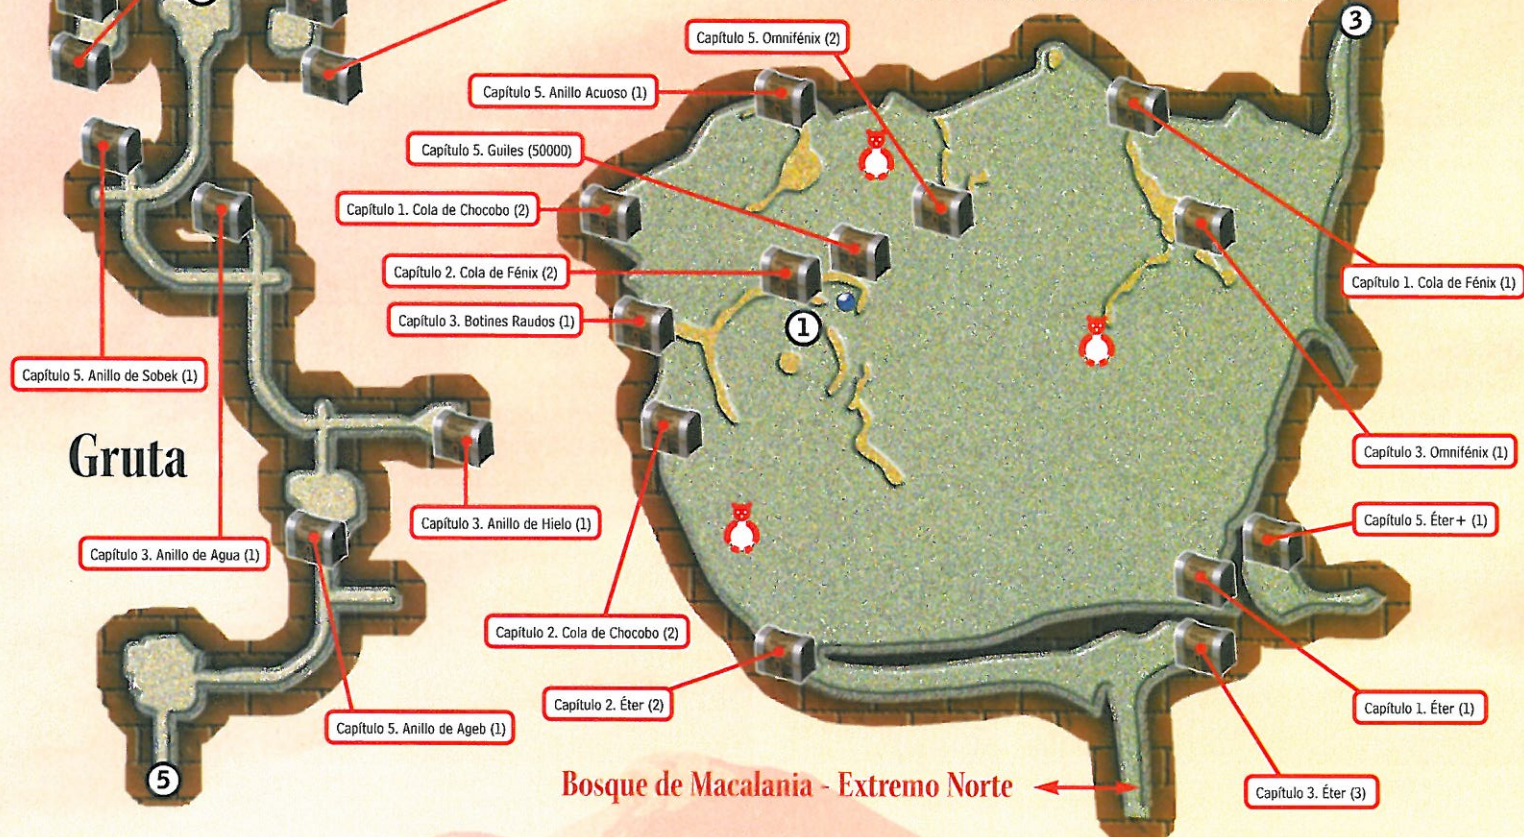 3
Capítulo 5. Omnifénix (2)
Capítulo 5. Anillo Acuoso (1)
Capítulo 5. Guiles (50000)
Capítulo 1. Cola de Chocobo (2)
Capítulo 2. Cola de Fénix (2)
Capítulo 1. Cola de Fénix (1)
Capítulo 3. Botines Raudos (1)
1
Capítulo 5. Anillo de Sobek (1)
Gruta
Capítulo 3. Omnifénix (1)
Capítulo 3. Anillo de Hielo (1)
Capítulo 5. Éter+ (1)
Capítulo 3. Anillo de Agua (1)
Capítulo 2. Cola de Chocobo (2)
Capítulo 2. Éter (2)
Capítulo 1. Éter (1)
Capítulo 5. Anillo de Ageb (1)
5
Bosque de Macalania - Extremo Norte
Capítulo 3. Éter (3)